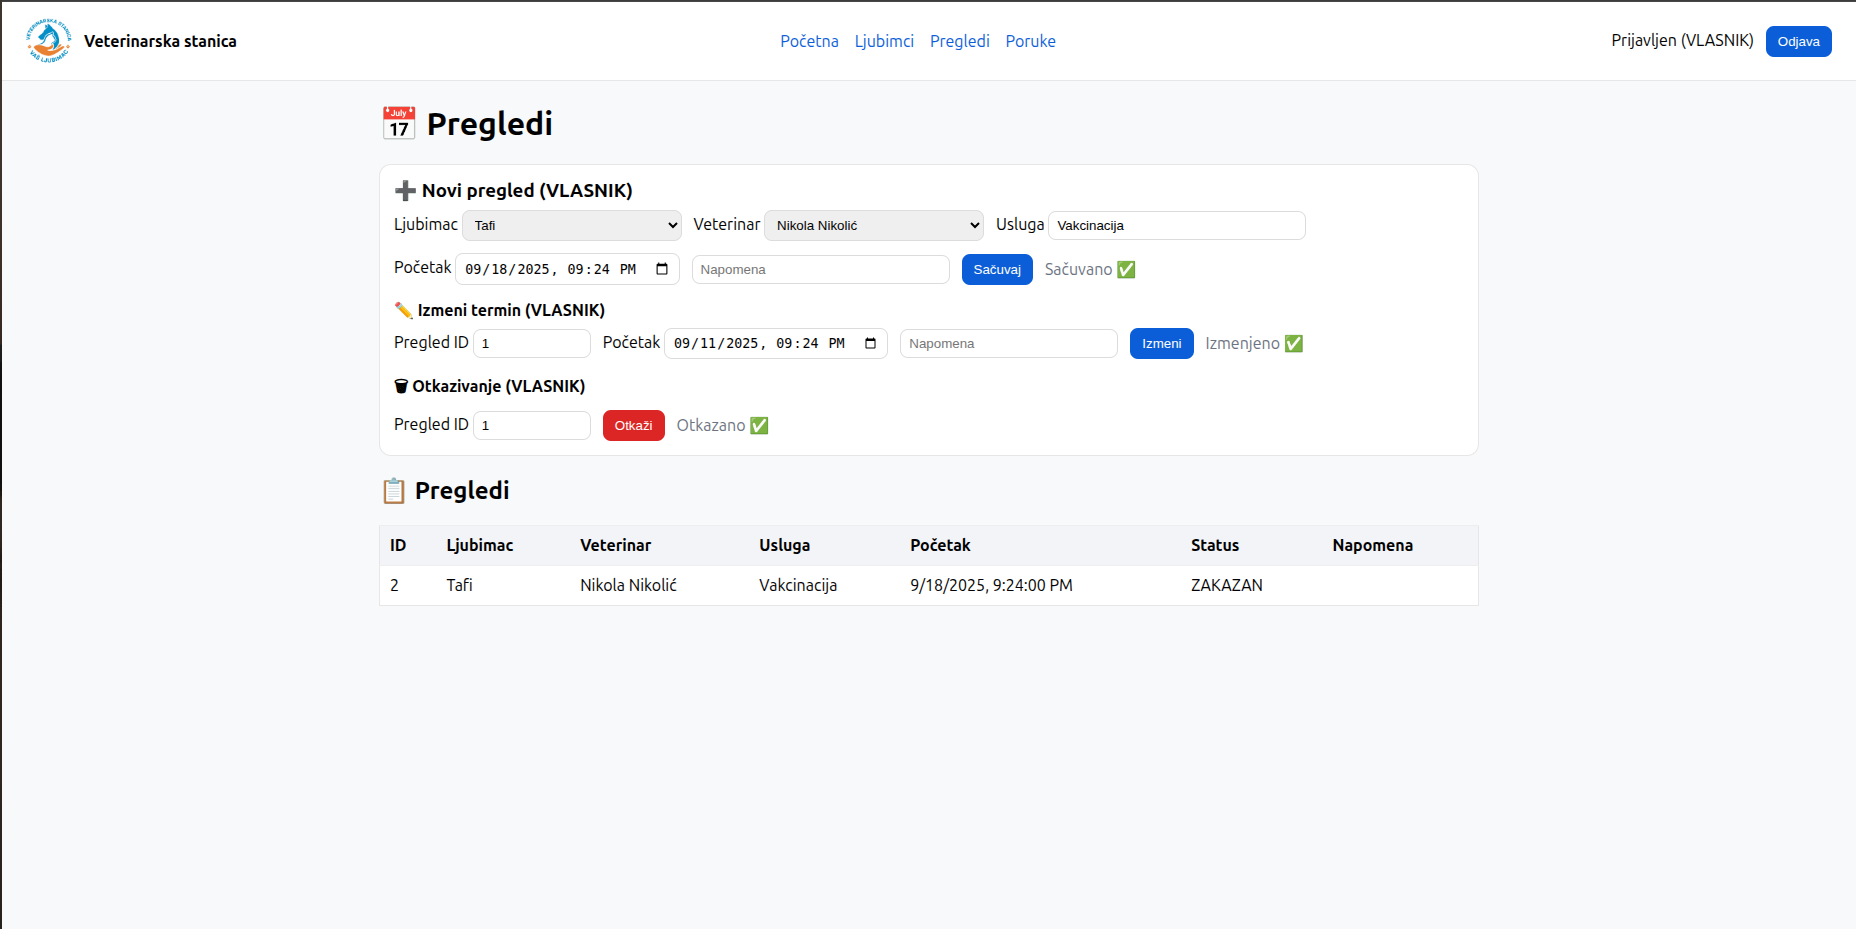 VETERINARSKA STANICA
VAŠ LJUBIMAC
Veterinarska stanica
Početna Ljubimci Pregledi Poruke
Prijavljen (VLASNIK) Odjava
July
17
Pregledi
Novi pregled (VLASNIK)
Ljubimac Tafi Veterinar Nikola Nikolić Usluga Vakcinacija
Početak 09/18/2025, 09:24 PM Napomena Sačuvaj Sačuvano
Izmeni termin (VLASNIK)
Pregled ID 1 Početak 09/11/2025, 09:24 PM Napomena Izmeni Izmenjeno
Otkazivanje (VLASNIK)
Pregled ID 1 Otkaži Otkazano
Pregledi
ID Ljubimac Veterinar Usluga Početak Status Napomena
2 Tafi Nikola Nikolić Vakcinacija 9/18/2025, 9:24:00 PM ZAKAZAN